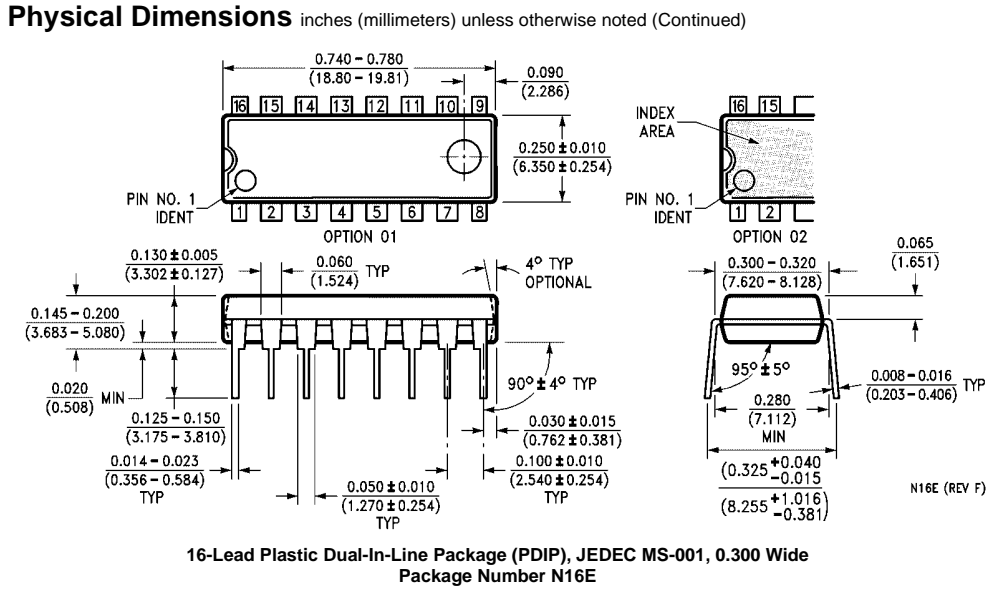 Physical Dimensions inches (millimeters) unless otherwise noted (Continued)
0.740 – 0.780
(18.80 – 19.81)
0.090
(2.286)
16 15 14 13 12 11 10 9
0.250 ± 0.010
(6.350 ± 0.254)
PIN NO. 1
IDENT
1 2 3 4 5 6 7 8
OPTION 01
INDEX
AREA
16 15
PIN NO. 1
IDENT
1 2
OPTION 02
0.130 ± 0.005
(3.302 ± 0.127)
0.060
(1.524)
TYP
4° TYP
OPTIONAL
0.300 – 0.320
(7.620 – 8.128)
0.065
(1.651)
0.145 – 0.200
(3.683 – 5.080)
0.020
(0.508)
MIN
0.125 – 0.150
(3.175 – 3.810)
90° ± 4° TYP
95° ± 5°
0.008 – 0.016
(0.203 – 0.406)
TYP
0.280
(7.112)
MIN
0.030 ± 0.015
(0.762 ± 0.381)
0.014 – 0.023
(0.356 – 0.584)
TYP
0.050 ± 0.010
(1.270 ± 0.254)
TYP
0.100 ± 0.010
(2.540 ± 0.254)
TYP
(0.325 +0.040
-0.015
(8.255 +1.016
-0.381)
N16E (REV F)
16-Lead Plastic Dual-In-Line Package (PDIP), JEDEC MS-001, 0.300 Wide
Package Number N16E